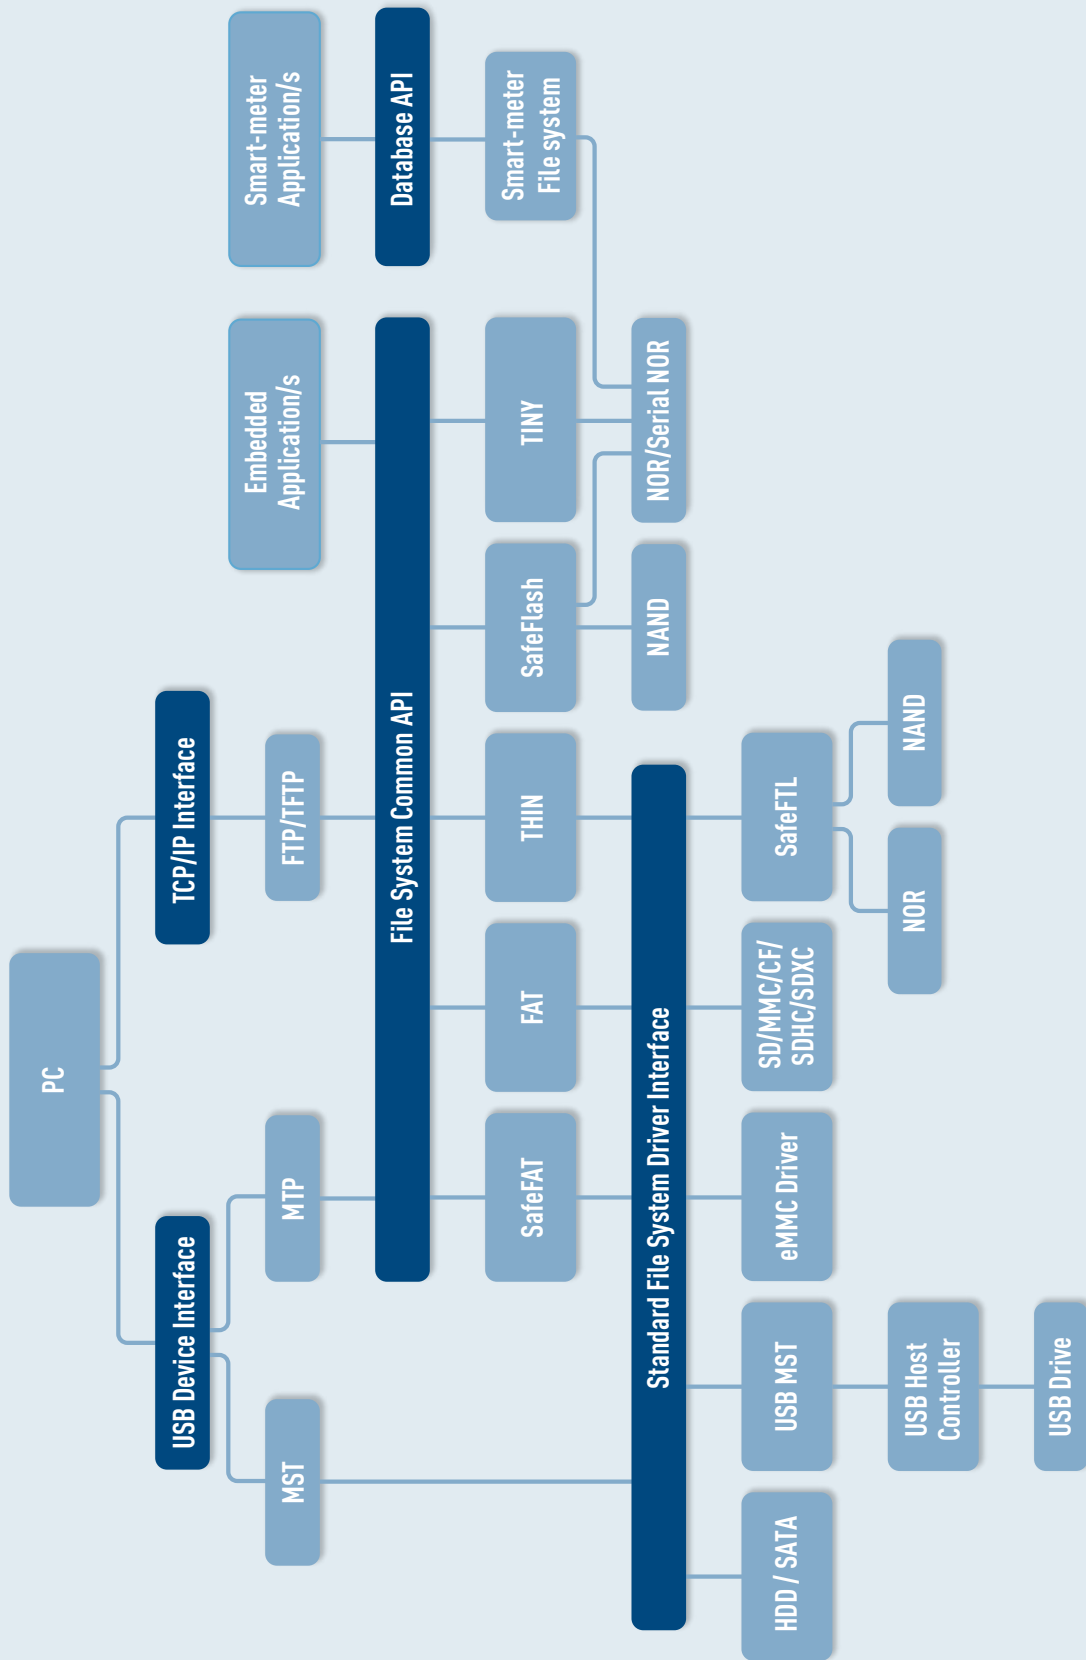 PC
USB Device Interface
TCP/IP Interface
MST
MTP
FTP/TFTP
Embedded
Application/s
Smart-meter
Application/s
File System Common API
Database API
SafeFAT
FAT
THIN
SafeFlash
TINY
Smart-meter
File system
Standard File System Driver Interface
NAND
NOR/Serial NOR
HDD / SATA
USB MST
eMMC Driver
SD/MMC/CF/
SDHC/SDXC
SafeFTL
USB Host
Controller
NOR
NAND
USB Drive